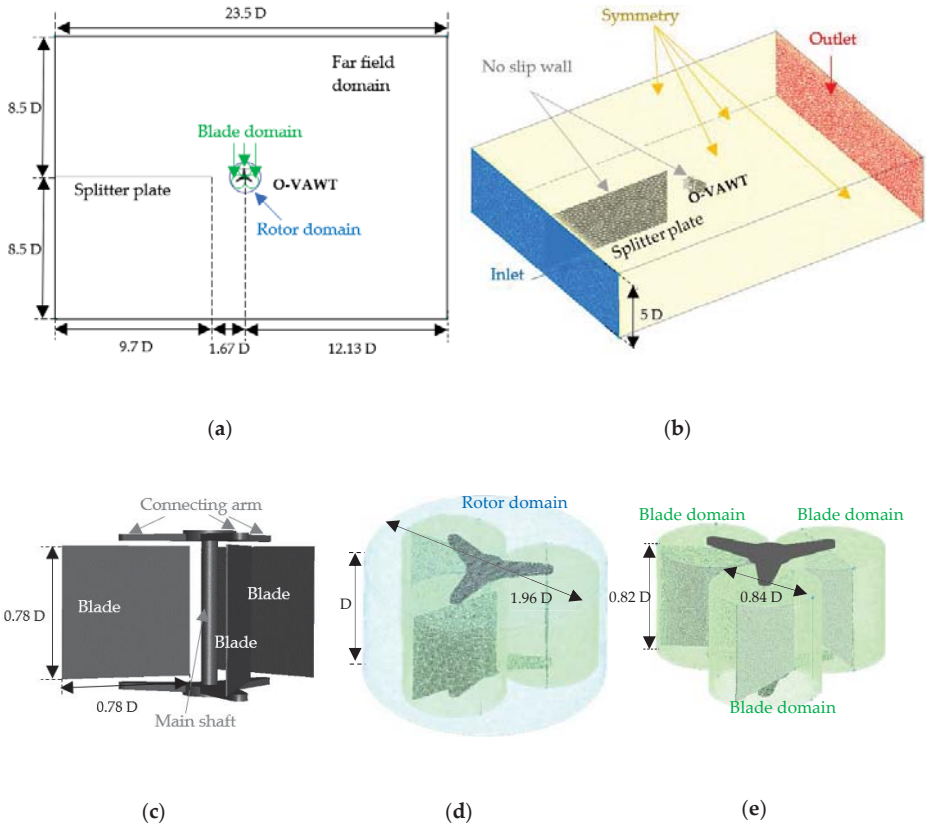 23.5 D
Far field
domain
8.5 D
Blade domain
Splitter plate
O-VAWT
Rotor domain
8.5 D
9.7 D
1.67 D
12.13 D
(a)
Symmetry
Outlet
No slip wall
O-VAWT
Splitter plate
Inlet
5 D
(b)
Connecting arm
Blade
Blade
0.78 D
Blade
0.78 D
Main shaft
(c)
Rotor domain
D
1.96 D
(d)
Blade domain
Blade domain
0.82 D
0.84 D
Blade domain
(e)